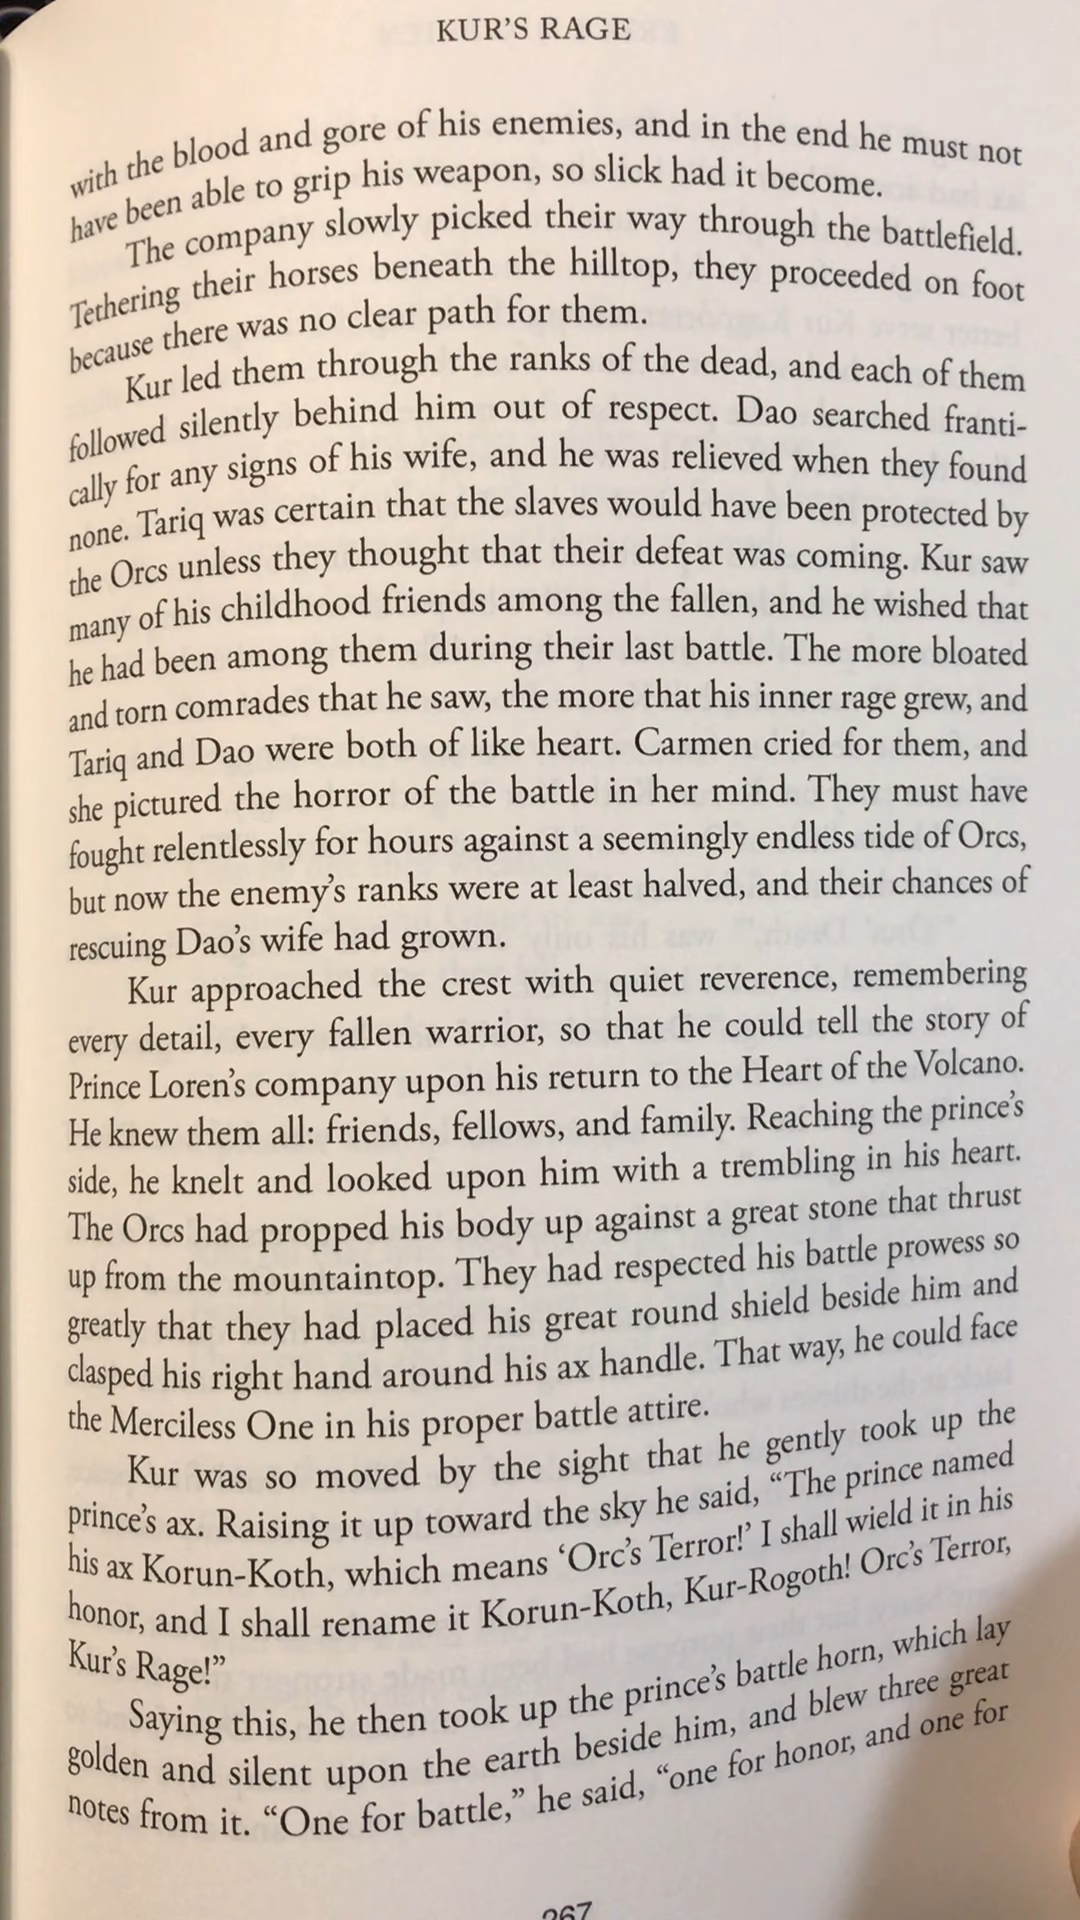 KUR'S RAGE
with the blood and gore of his enemies, and in the end he must not
have been able to grip his weapon, so slick had it become.
The company slowly picked their way through the battlefield.
Tethering their horses beneath the hilltop, they proceeded on foot
because there was no clear path for them.
Kur led them through the ranks of the dead, and each of them
followed silently behind him out of respect. Dao searched franti-
cally for any signs of his wife, and he was relieved when they found
none. Tariq was certain that the slaves would have been protected by
the Orcs unless they thought that their defeat was coming. Kur saw
many of his childhood friends among the fallen, and he wished that
he had been among them during their last battle. The more bloated
and torn comrades that he saw, the more that his inner rage grew, and
Tariq and Dao were both of like heart. Carmen cried for them, and
she pictured the horror of the battle in her mind. They must have
fought relentlessly for hours against a seemingly endless tide of Orcs,
but now the enemy's ranks were at least halved, and their chances of
rescuing Dao's wife had grown.
Kur approached the crest with quiet reverence, remembering
every detail, every fallen warrior, so that he could tell the story of
Prince Loren's company upon his return to the Heart of the Volcano.
He knew them all: friends, fellows, and family. Reaching the prince's
side, he knelt and looked upon him with a trembling in his heart.
The Orcs had propped his body up against a great stone that thrust
up from the mountaintop. They had respected his battle prowess so
greatly that they had placed his great round shield beside him and
clasped his right hand around his ax handle. That way, he could face
the Merciless One in his proper battle attire.
Kur was so moved by the sight that he gently took up the
prince's ax. Raising it up toward the sky he said, "The prince named
his ax Korun-Koth, which means 'Orc's Terror!' I shall wield it in his
honor, and I shall rename it Korun-Koth, Kur-Rogoth! Orc's Terror,
Kur's Rage!"
Saying this, he then took up the prince's battle horn, which lay
golden and silent upon the earth beside him, and blew three great
notes from it. "One for battle," he said, "one for honor, and one for
267